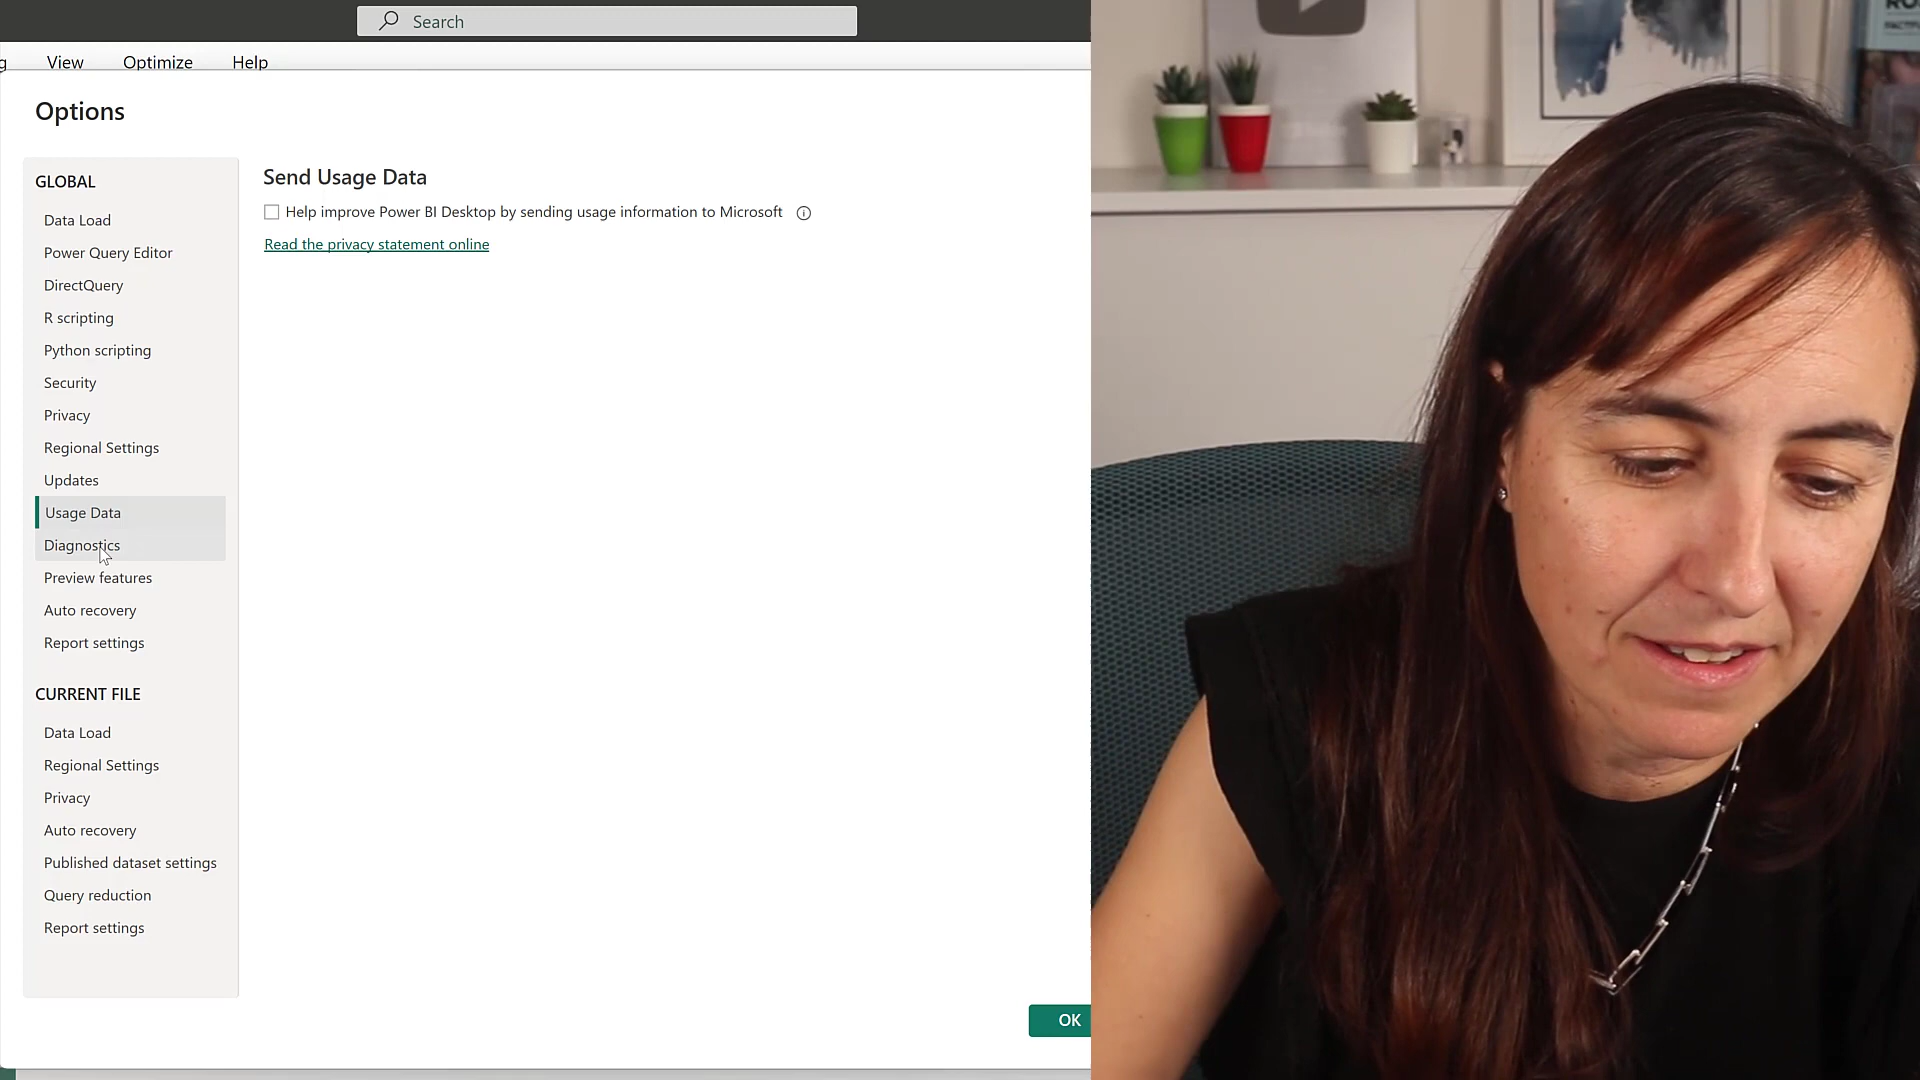 Search
View Optimize Help
Options
GLOBAL
Data Load
Power Query Editor
DirectQuery
R scripting
Python scripting
Security
Privacy
Regional Settings
Updates
Usage Data
Diagnostics
Preview features
Auto recovery
Report settings
CURRENT FILE
Data Load
Regional Settings
Privacy
Auto recovery
Published dataset settings
Query reduction
Report settings
Send Usage Data
Help improve Power BI Desktop by sending usage information to Microsoft
Read the privacy statement online
OK